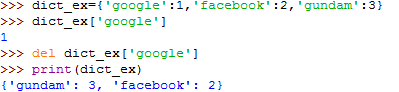 >>> dict_ex={'google':1,'facebook':2,'gundam':3}
>>> dict_ex['google']
1
>>> del dict_ex['google']
>>> print(dict_ex)
{'gundam': 3, 'facebook': 2}